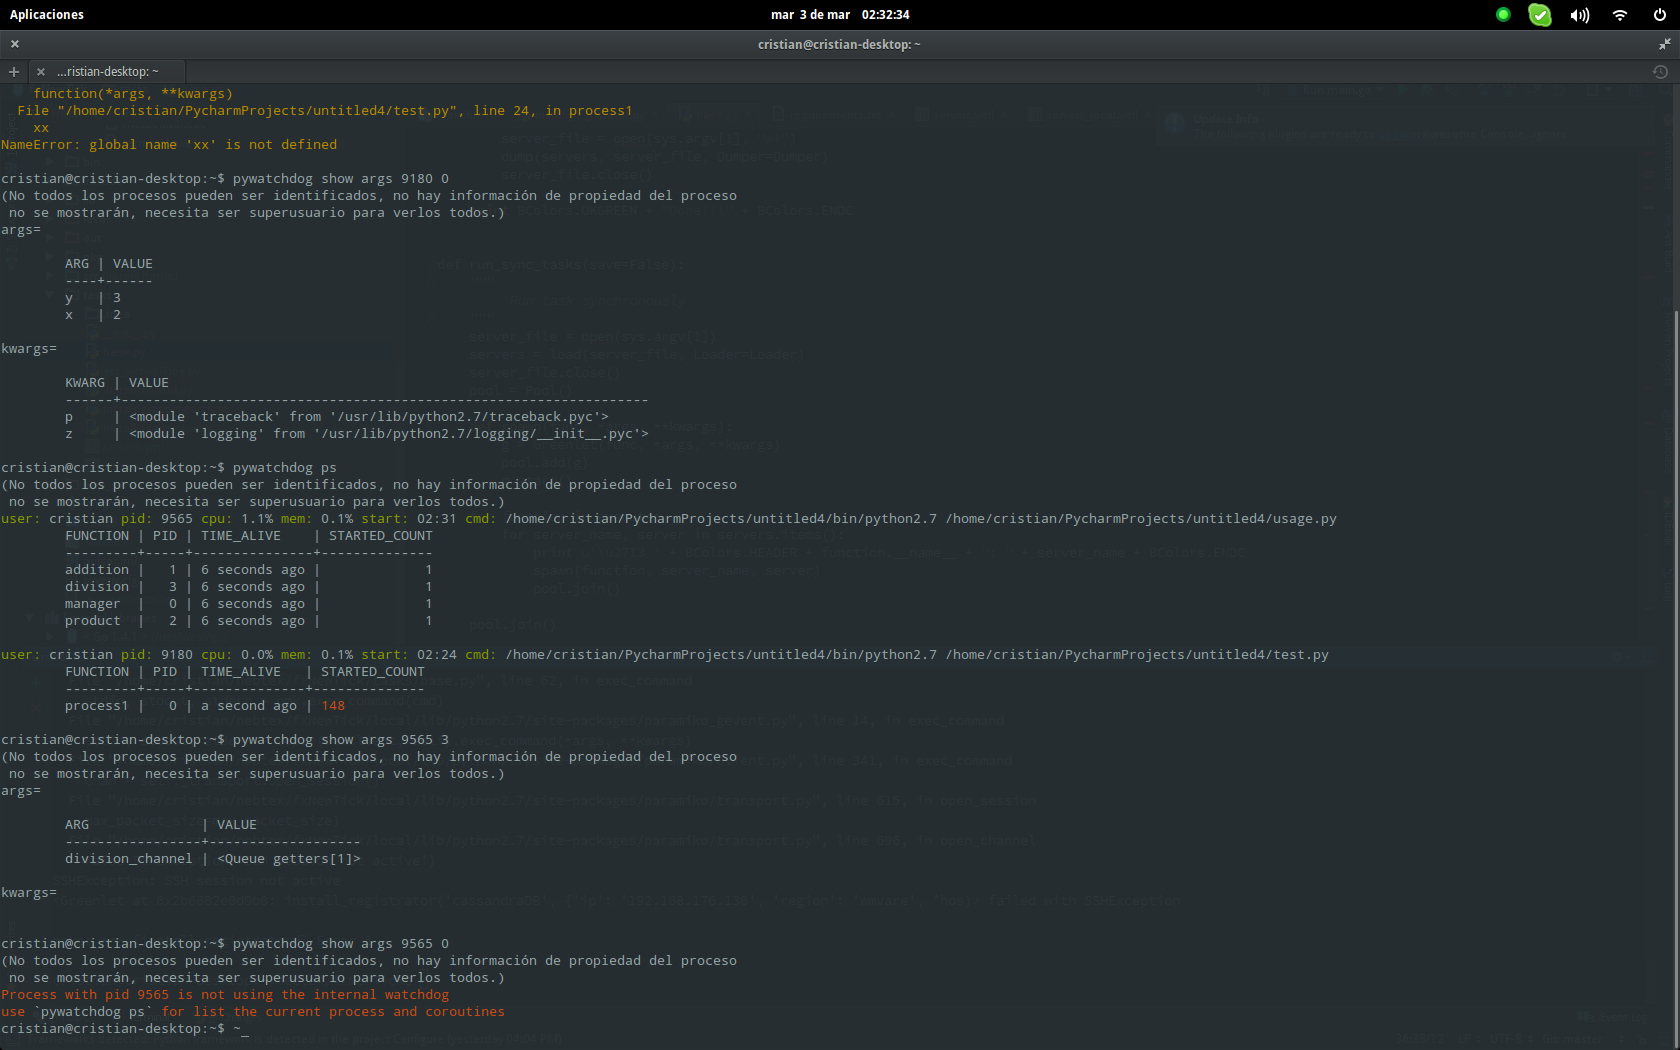 Aplicaciones
mar 3 de mar 02:32:34
cristian@cristian-desktop: ~
...ristian-desktop: ~
function(*args, **kwargs)
File "/home/cristian/PycharmProjects/untitled4/test.py", line 24, in process1
xx
NameError: global name 'xx' is not defined
cristian@cristian-desktop:~$ pywatchdog show args 9180 0
(No todos los procesos pueden ser identificados, no hay información de propiedad del proceso
no se mostrarán, necesita ser superusuario para verlos todos.)
args=
ARG | VALUE
----+------
y | 3
x | 2
kwargs=
KWARG | VALUE
------+------------------------------------------------------------------
p | <module 'traceback' from '/usr/lib/python2.7/traceback.pyc'>
z | <module 'logging' from '/usr/lib/python2.7/logging/__init__.pyc'>
cristian@cristian-desktop:~$ pywatchdog ps
(No todos los procesos pueden ser identificados, no hay información de propiedad del proceso
no se mostrarán, necesita ser superusuario para verlos todos.)
user: cristian pid: 9565 cpu: 1.1% mem: 0.1% start: 02:31 cmd: /home/cristian/PycharmProjects/untitled4/bin/python2.7 /home/cristian/PycharmProjects/untitled4/usage.py
FUNCTION | PID | TIME_ALIVE | STARTED_COUNT
---------+-----+---------------+--------------
addition | 1 | 6 seconds ago | 1
division | 3 | 6 seconds ago | 1
manager | 0 | 6 seconds ago | 1
product | 2 | 6 seconds ago | 1
user: cristian pid: 9180 cpu: 0.0% mem: 0.1% start: 02:24 cmd: /home/cristian/PycharmProjects/untitled4/bin/python2.7 /home/cristian/PycharmProjects/untitled4/test.py
FUNCTION | PID | TIME_ALIVE | STARTED_COUNT
---------+-----+--------------+--------------
process1 | 0 | a second ago | 148
cristian@cristian-desktop:~$ pywatchdog show args 9565 3
(No todos los procesos pueden ser identificados, no hay información de propiedad del proceso
no se mostrarán, necesita ser superusuario para verlos todos.)
args=
ARG | VALUE
-----------------+-------------------
division_channel | <Queue getters[1]>
kwargs=
cristian@cristian-desktop:~$ pywatchdog show args 9565 0
(No todos los procesos pueden ser identificados, no hay información de propiedad del proceso
no se mostrarán, necesita ser superusuario para verlos todos.)
Process with pid 9565 is not using the internal watchdog
use `pywatchdog ps` for list the current process and coroutines
cristian@cristian-desktop:~$ ~_